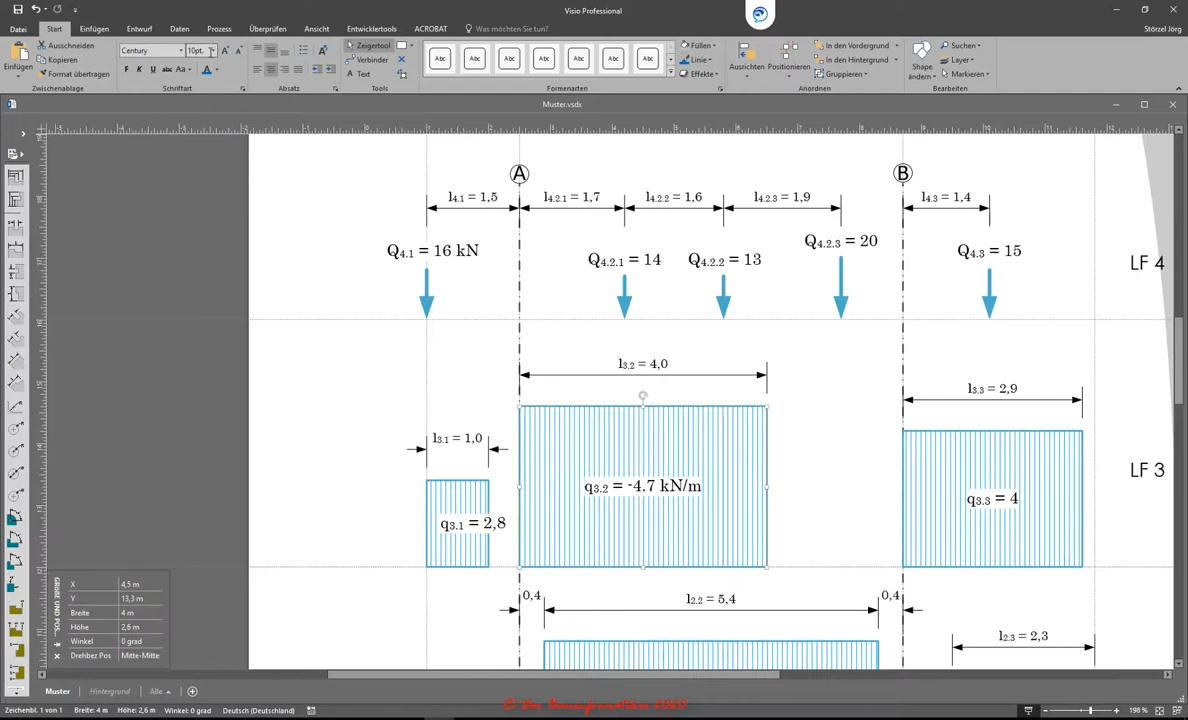 Visio Professional
Datei Start Einfügen Entwurf Daten Prozess Überprüfen Ansicht Entwicklertools ACROBAT Was möchten Sie tun? Störzel Jörg
Einfügen
Ausschneiden
Kopieren
Format übertragen
Zwischenablage
Century 10pt.
F K U abc Aa A
Schriftart
Absatz
Zeigertool
Verbinder
Text
Tools
Abc Abc Abc Abc Abc Abc Abc
Formenarten
Füllen
Linie
Effekte
Ausrichten
Positionieren
In den Vordergrund
In den Hintergrund
Gruppieren
Anordnen
Shape ändern
Suchen
Layer
Markieren
Bearbeiten
Muster.vsdx
A B
l4.1 = 1,5 l4.2.1 = 1,7 l4.2.2 = 1,6 l4.2.3 = 1,9 l4.3 = 1,4
Q4.1 = 16 kN Q4.2.1 = 14 Q4.2.2 = 13 Q4.2.3 = 20 Q4.3 = 15
LF 4
l3.2 = 4,0
l3.3 = 2,9
l3.1 = 1,0
LF 3
q3.2 = -4.7 kN/m
q3.3 = 4
q3.1 = 2,8
0,4 l2.2 = 5,4 0,4
l2.3 = 2,3
GRÖßE UND POS...
X 4,5 m
Y 13,3 m
Breite 4 m
Höhe 2,6 m
Winkel 0 grad
Drehbez Pos Mitte-Mitte
Muster Hintergrund Alle
© Die Bauinformatiker 2020
Zeichenbl. 1 von 1 Breite: 4 m Höhe: 2,6 m Winkel: 0 grad Deutsch (Deutschland) 198 %